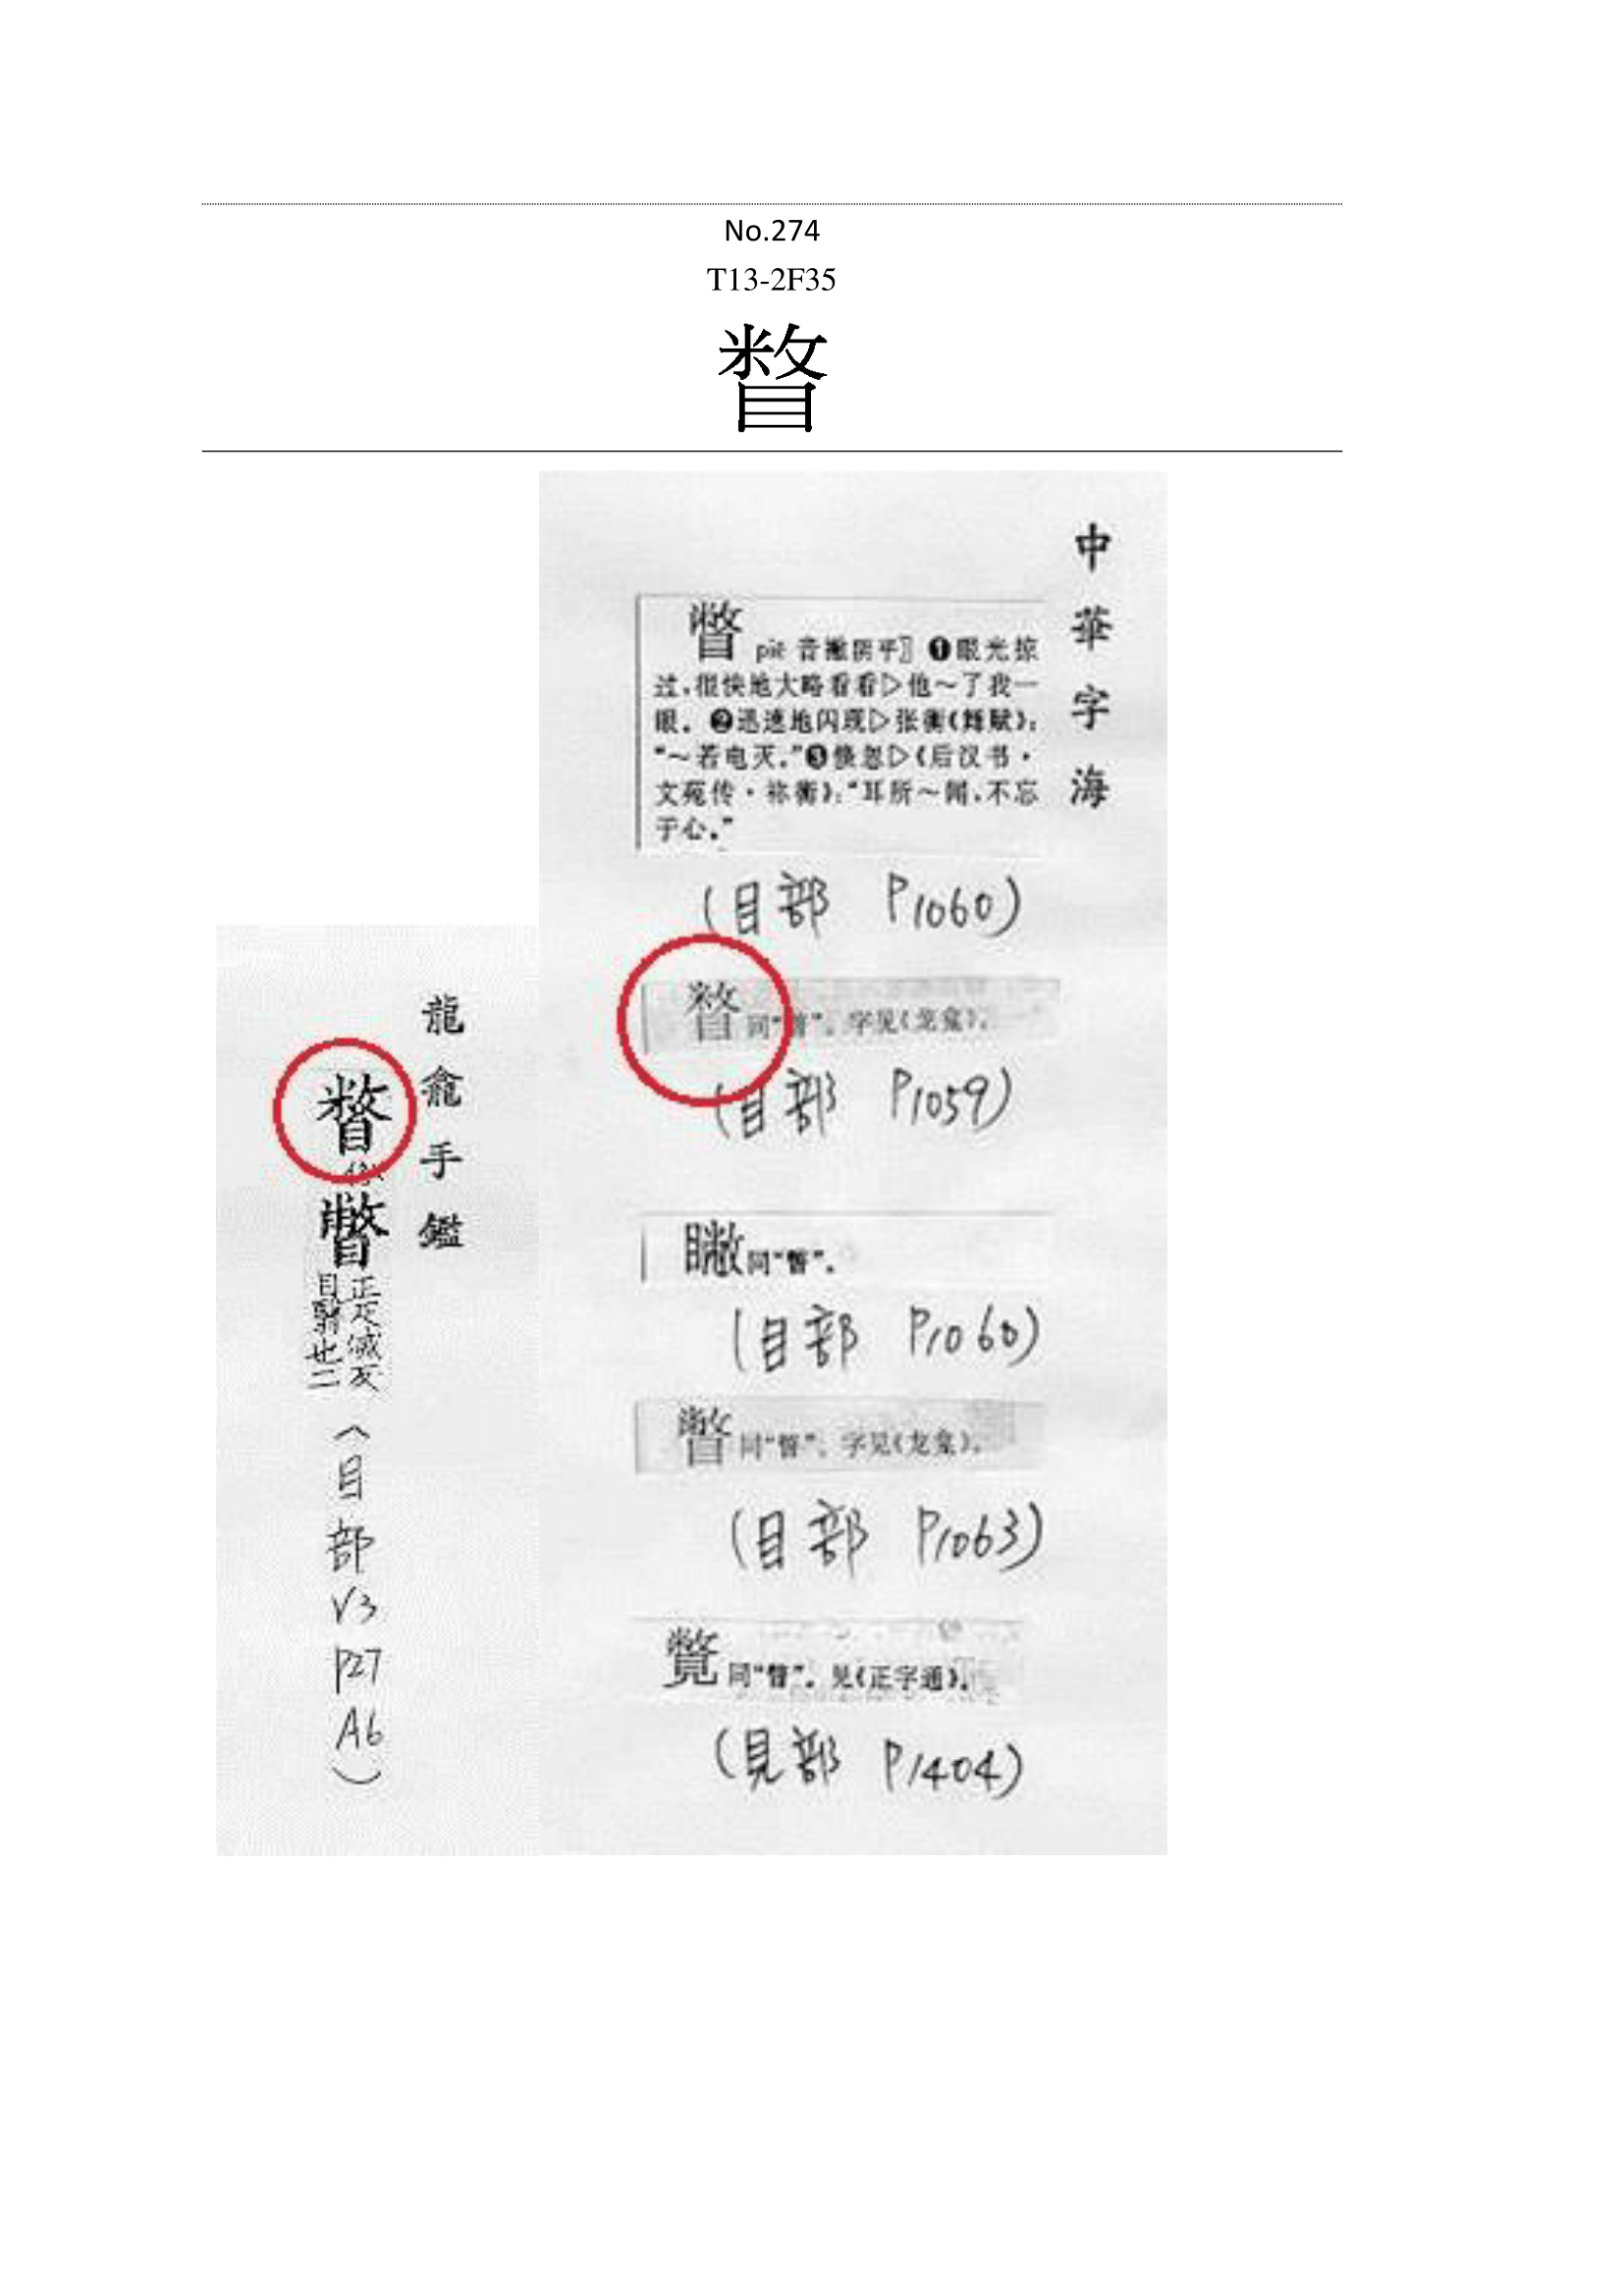 No.274
T13-2F35
中華字海
瞥 piē 音撇阴平〗❶眼光掠
过,很快地大略看看▷他～了我一
眼。❷迅速地闪现▷张衡《舞赋》:
“～若电灭。”❸倏忽▷《后汉书·
文苑传·祢衡》:“耳所～闻,不忘
于心。”
(目部 P1060)
同“瞥”。字见《龙龛》。
(目部 P1059)
同“瞥”。
(目部 P1060)
同“瞥”。字见《龙龛》。
(目部 P1063)
同“瞥”。见《正字通》。
(見部 P1404)
龍龕手鑑
瞥
正疋滅反
目翳也二
(目部 V3 P27 A6)